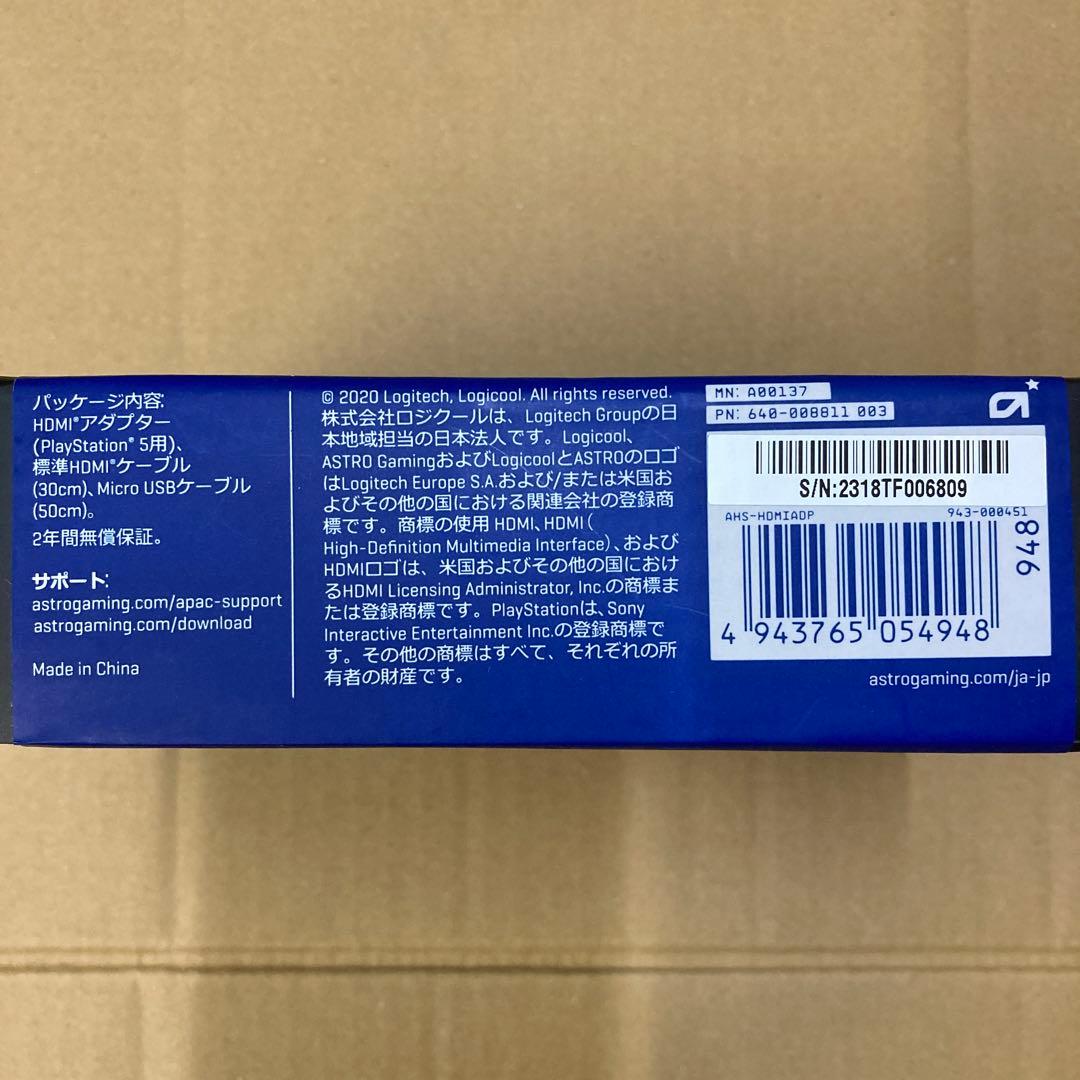 パッケージ内容:
HDMI®アダプター
(PlayStation® 5用)、
標準HDMI®ケーブル
(30cm)、Micro USBケーブル
(50cm)。
2年間無償保証。
サポート:
astrogaming.com/apac-support
astrogaming.com/download
Made in China
© 2020 Logitech, Logicool. All rights reserved.
株式会社ロジクールは、Logitech Groupの日
本地域担当の日本法人です。Logicool、
ASTRO GamingおよびLogicoolとASTROのロゴ
はLogitech Europe S.A.および/または米国お
よびその他の国における関連会社の登録商
標です。商標の使用 HDMI、HDMI（
High-Definition Multimedia Interface）、および
HDMIロゴは、米国およびその他の国におけ
るHDMI Licensing Administrator, Inc.の商標ま
たは登録商標です。PlayStationは、Sony
Interactive Entertainment Inc.の登録商標で
す。その他の商標はすべて、それぞれの所
有者の財産です。
MN: A00137
PN: 640-008811 003
S/N:2318TF006809
AHS-HDMIADP 943-000451
948
4 943765 054948
astrogaming.com/ja-jp